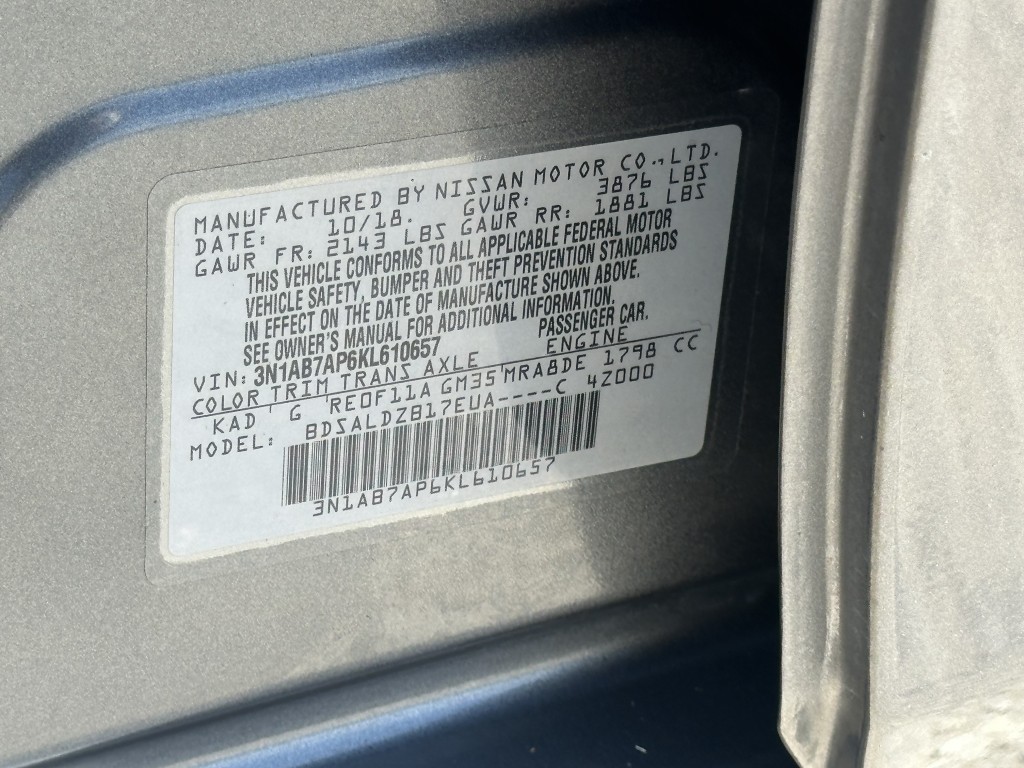 MANUFACTURED BY NISSAN MOTOR CO.,LTD.
DATE: 10/18. GVWR: 3876 LBS
GAWR FR: 2143 LBS GAWR RR: 1881 LBS
THIS VEHICLE CONFORMS TO ALL APPLICABLE FEDERAL MOTOR
VEHICLE SAFETY, BUMPER AND THEFT PREVENTION STANDARDS
IN EFFECT ON THE DATE OF MANUFACTURE SHOWN ABOVE.
SEE OWNER'S MANUAL FOR ADDITIONAL INFORMATION.
VIN: 3N1AB7AP6KL610657 PASSENGER CAR.
COLOR TRIM TRANS AXLE ENGINE
KAD G RE0F11A GM35 MRA8DE 1798 CC
MODEL: BDSALDZB17EUA----C 4Z000
3N1AB7AP6KL610657